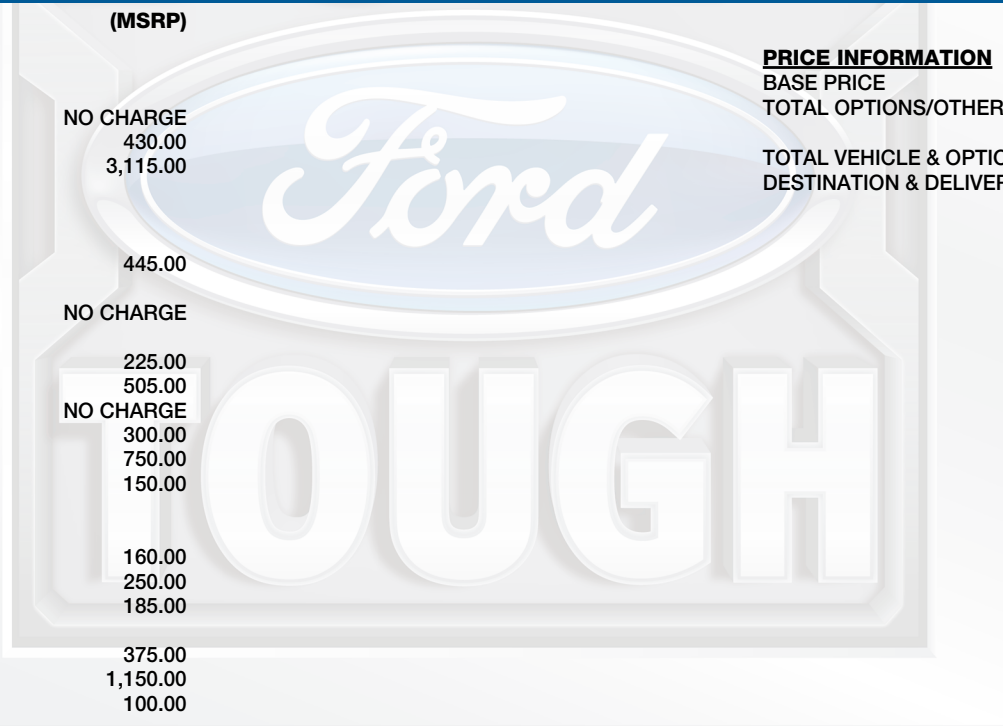 (MSRP)
NO CHARGE
430.00
3,115.00
445.00
NO CHARGE
225.00
505.00
NO CHARGE
300.00
750.00
150.00
160.00
250.00
185.00
375.00
1,150.00
100.00
PRICE INFORMATION
BASE PRICE
TOTAL OPTIONS/OTHER
TOTAL VEHICLE & OPTIO
DESTINATION & DELIVER
Ford
TOUGH